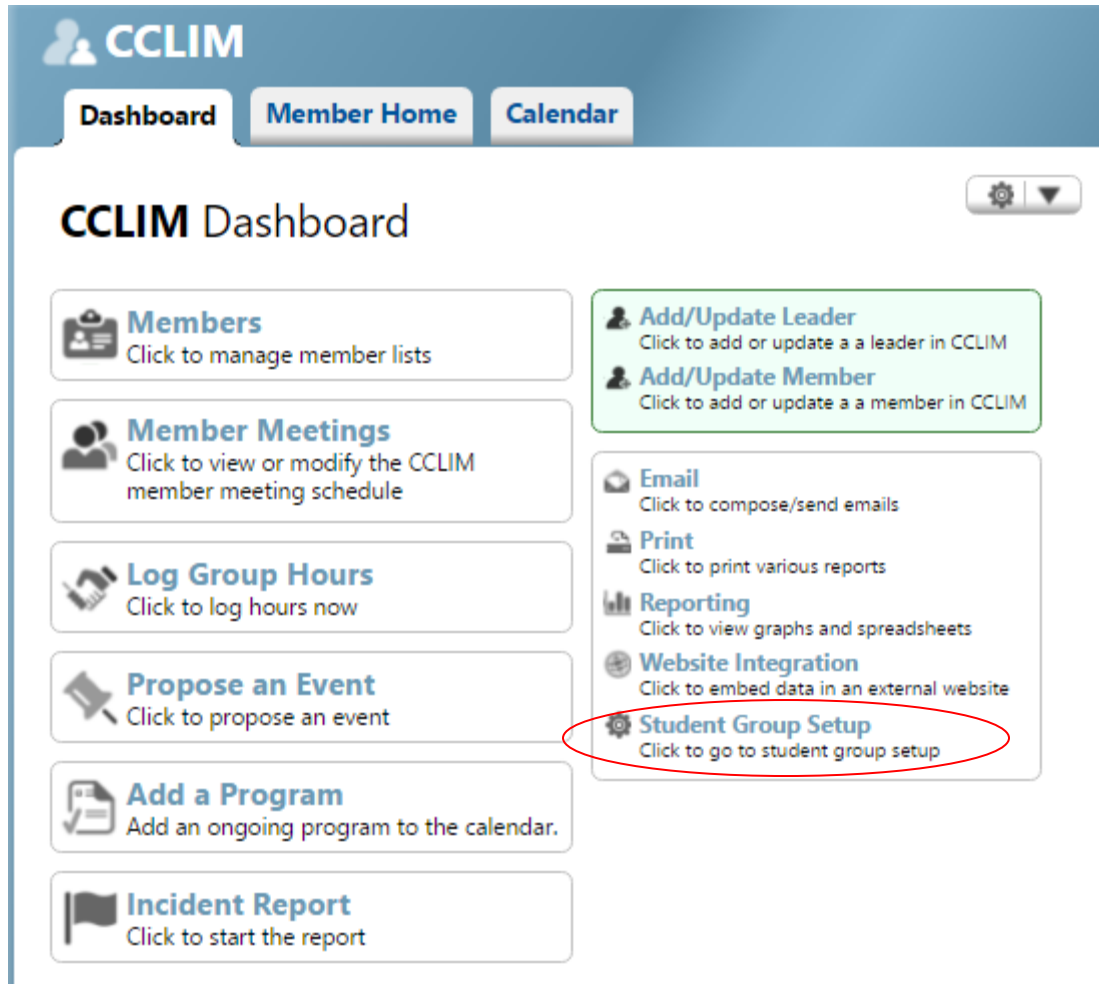 CCLIM
Dashboard
Member Home
Calendar
CCLIM Dashboard
Members
Click to manage member lists
Member Meetings
Click to view or modify the CCLIM
member meeting schedule
Log Group Hours
Click to log hours now
Propose an Event
Click to propose an event
Add a Program
Add an ongoing program to the calendar.
Incident Report
Click to start the report
Add/Update Leader
Click to add or update a a leader in CCLIM
Add/Update Member
Click to add or update a a member in CCLIM
Email
Click to compose/send emails
Print
Click to print various reports
Reporting
Click to view graphs and spreadsheets
Website Integration
Click to embed data in an external website
Student Group Setup
Click to go to student group setup